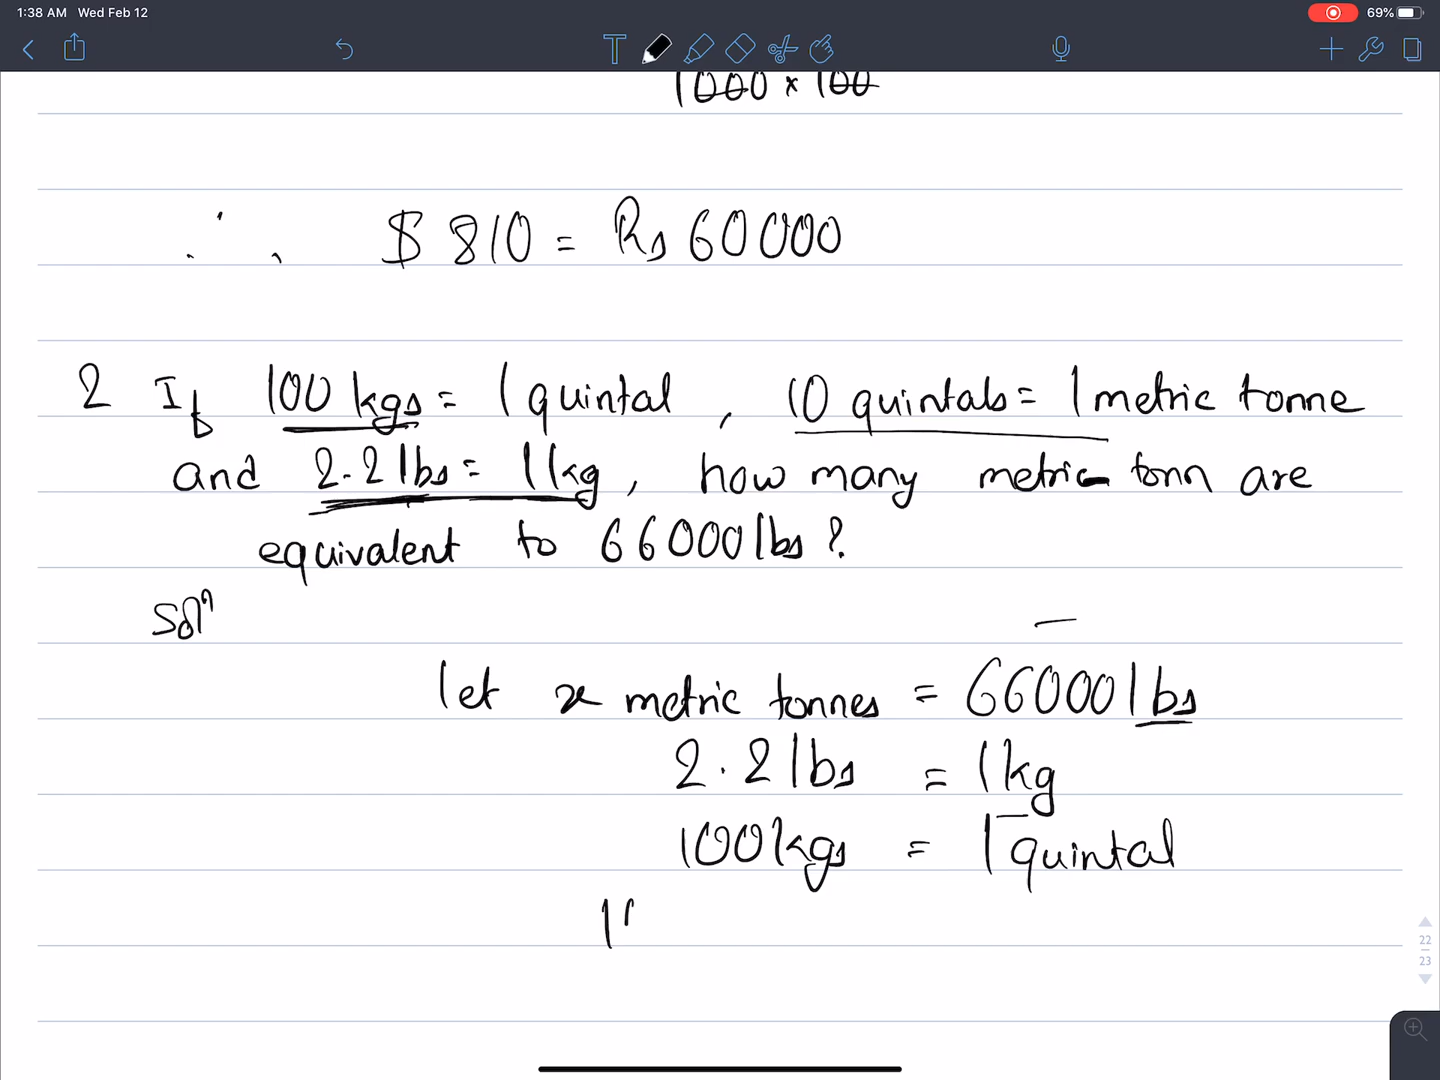 1:38 AM Wed Feb 12
69%
1000 × 100
∴ $ 810 = Rs 60000
2 If 100 kgs = 1 quintal , 10 quintals = 1 metric tonne
and 2.2 lbs = 1 kg , how many metric tonn are
equivalent to 66000 lbs ?
Solⁿ
let x metric tonnes = 66000 lbs
2.2 lbs = 1 kg
100 kgs = 1 quintal
22
23